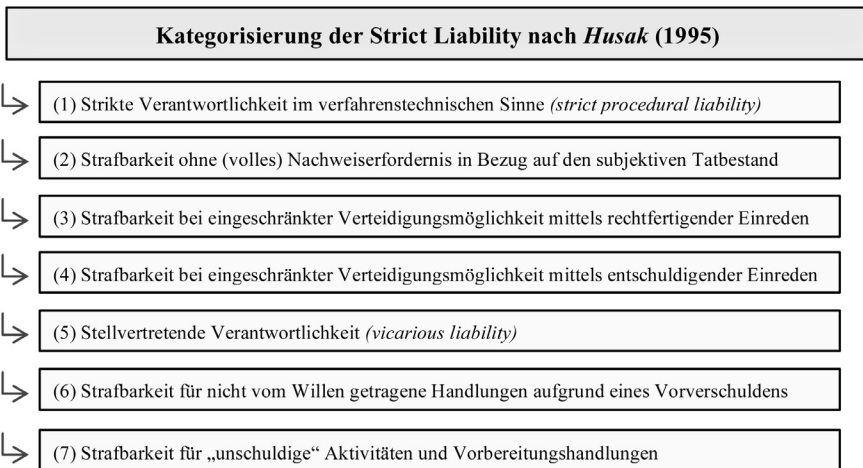 Kategorisierung der Strict Liability nach Husak (1995)
(1) Strikte Verantwortlichkeit im verfahrenstechnischen Sinne (strict procedural liability)
(2) Strafbarkeit ohne (volles) Nachweiserfordernis in Bezug auf den subjektiven Tatbestand
(3) Strafbarkeit bei eingeschränkter Verteidigungsmöglichkeit mittels rechtfertigender Einreden
(4) Strafbarkeit bei eingeschränkter Verteidigungsmöglichkeit mittels entschuldigender Einreden
(5) Stellvertretende Verantwortlichkeit (vicarious liability)
(6) Strafbarkeit für nicht vom Willen getragene Handlungen aufgrund eines Vorverschuldens
(7) Strafbarkeit für „unschuldige“ Aktivitäten und Vorbereitungshandlungen